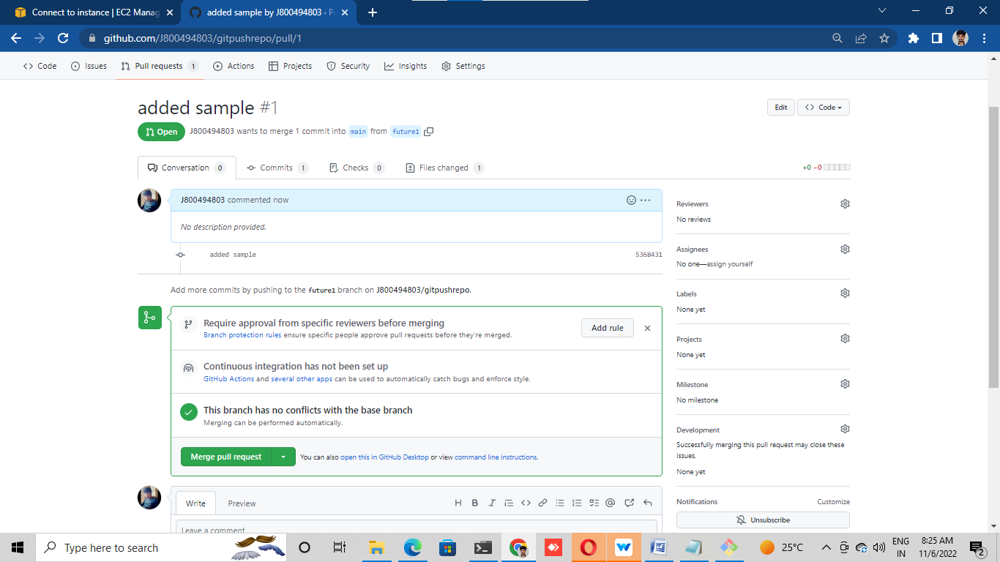 Connect to instance | EC2 Manag
added sample by J800494803 · P
github.com/J800494803/gitpushrepo/pull/1
Code
Issues
Pull requests 1
Actions
Projects
Security
Insights
Settings
added sample #1
Edit
Code
Open
J800494803 wants to merge 1 commit into main from future1
Conversation 0
Commits 1
Checks 0
Files changed 1
+0 −0
J800494803 commented now
No description provided.
added sample
5368431
Add more commits by pushing to the future1 branch on J800494803/gitpushrepo.
Require approval from specific reviewers before merging
Branch protection rules ensure specific people approve pull requests before they're merged.
Add rule
Continuous integration has not been set up
GitHub Actions and several other apps can be used to automatically catch bugs and enforce style.
This branch has no conflicts with the base branch
Merging can be performed automatically.
Merge pull request
You can also open this in GitHub Desktop or view command line instructions.
Write
Preview
Leave a comment
Reviewers
No reviews
Assignees
No one—assign yourself
Labels
None yet
Projects
None yet
Milestone
No milestone
Development
Successfully merging this pull request may close these
issues.
None yet
Notifications
Customize
Unsubscribe
Type here to search
25°C
ENG
IN
8:25 AM
11/6/2022
2